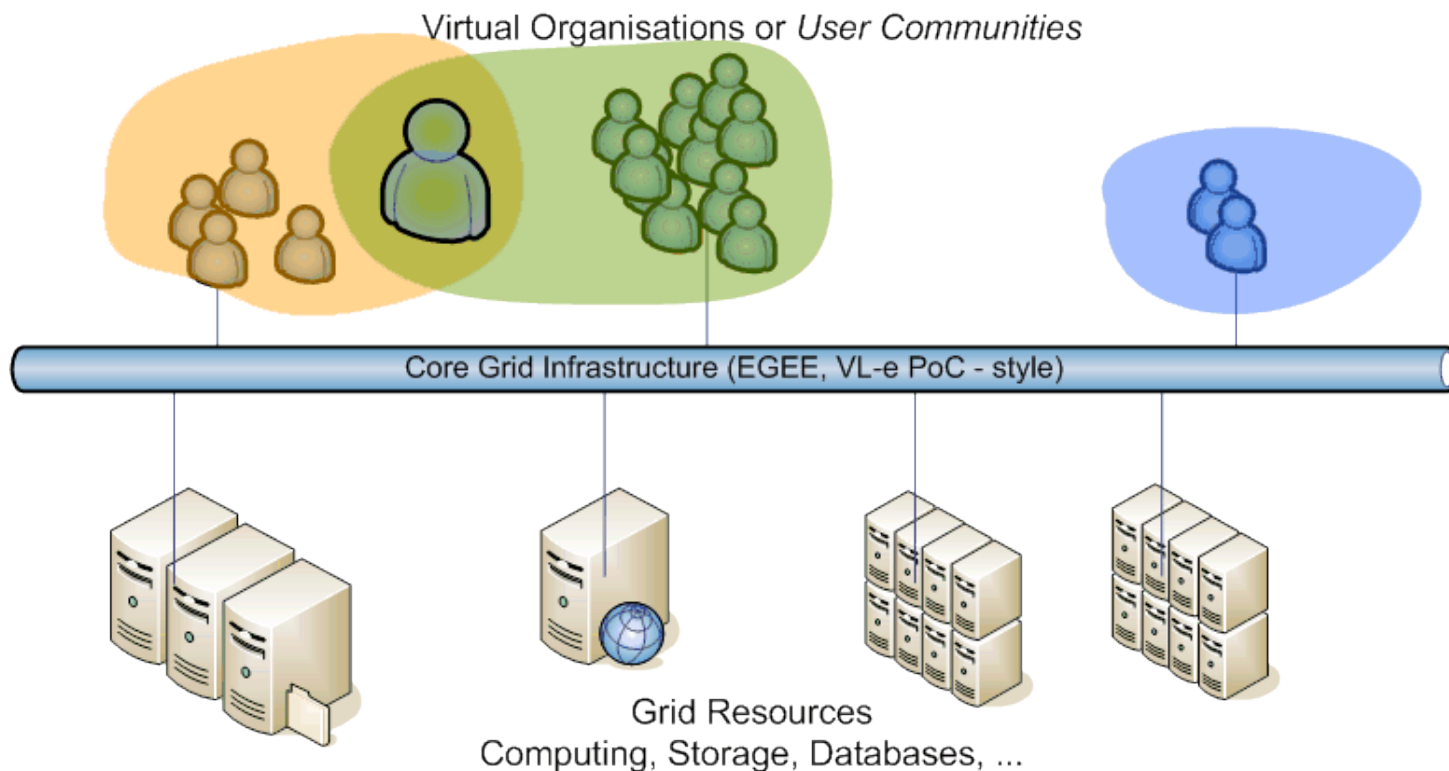 Virtual Organisations or User Communities
Core Grid Infrastructure (EGEE, VL-e PoC - style)
Grid Resources
Computing, Storage, Databases, ...